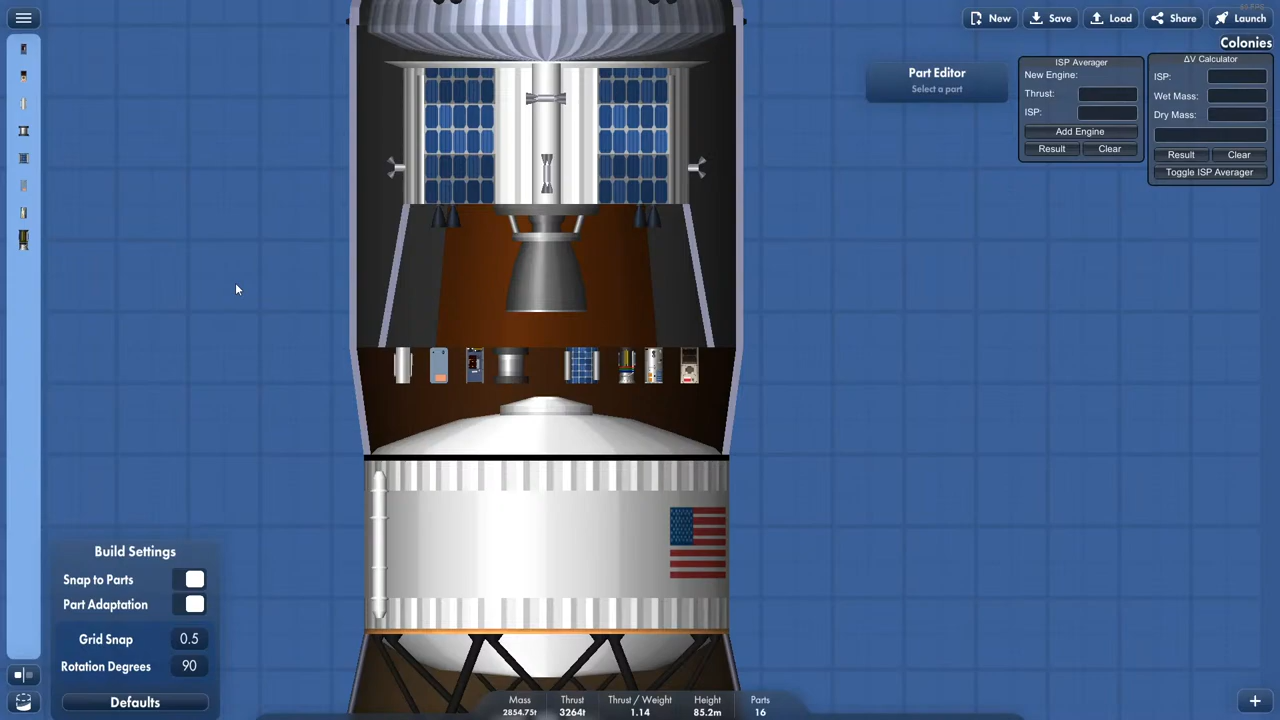 New
Save
Load
Share
Launch
Colonies
Part Editor
Select a part
ISP Averager
New Engine:
Thrust:
ISP:
Add Engine
Result Clear
ΔV Calculator
ISP:
Wet Mass:
Dry Mass:
Result Clear
Toggle ISP Averager
Build Settings
Snap to Parts
Part Adaptation
Grid Snap 0.5
Rotation Degrees 90
Defaults
Mass Thrust Thrust / Weight Height Parts
2854.75t 3264t 1.14 85.2m 16